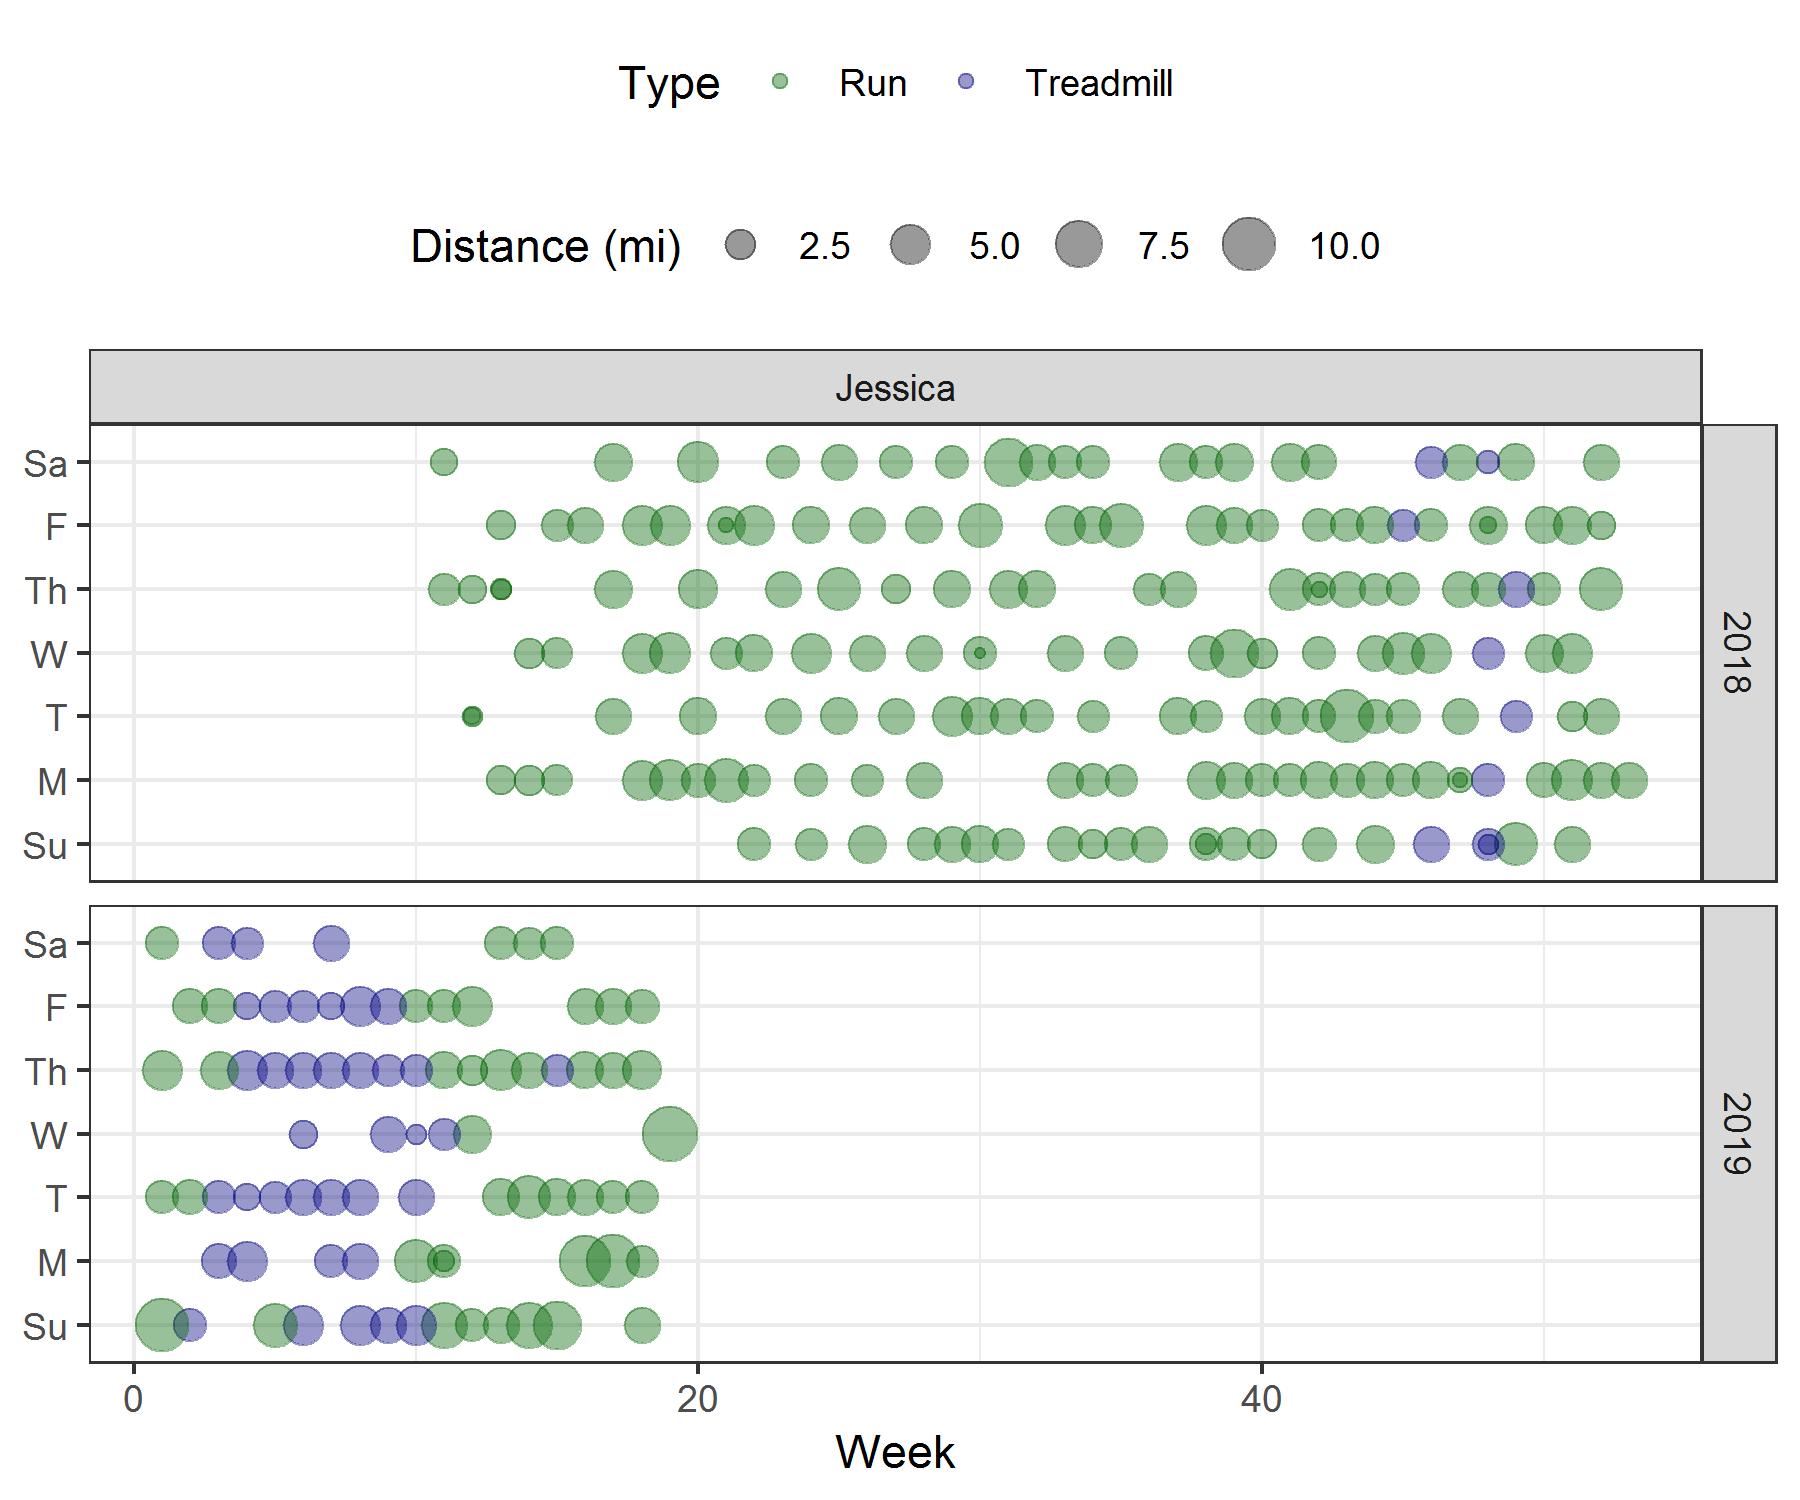 Type Run Treadmill
Distance (mi) 2.5 5.0 7.5 10.0
Jessica
Sa
F
Th
W
T
M
Su
2018
Sa
F
Th
W
T
M
Su
2019
0 20 40
Week